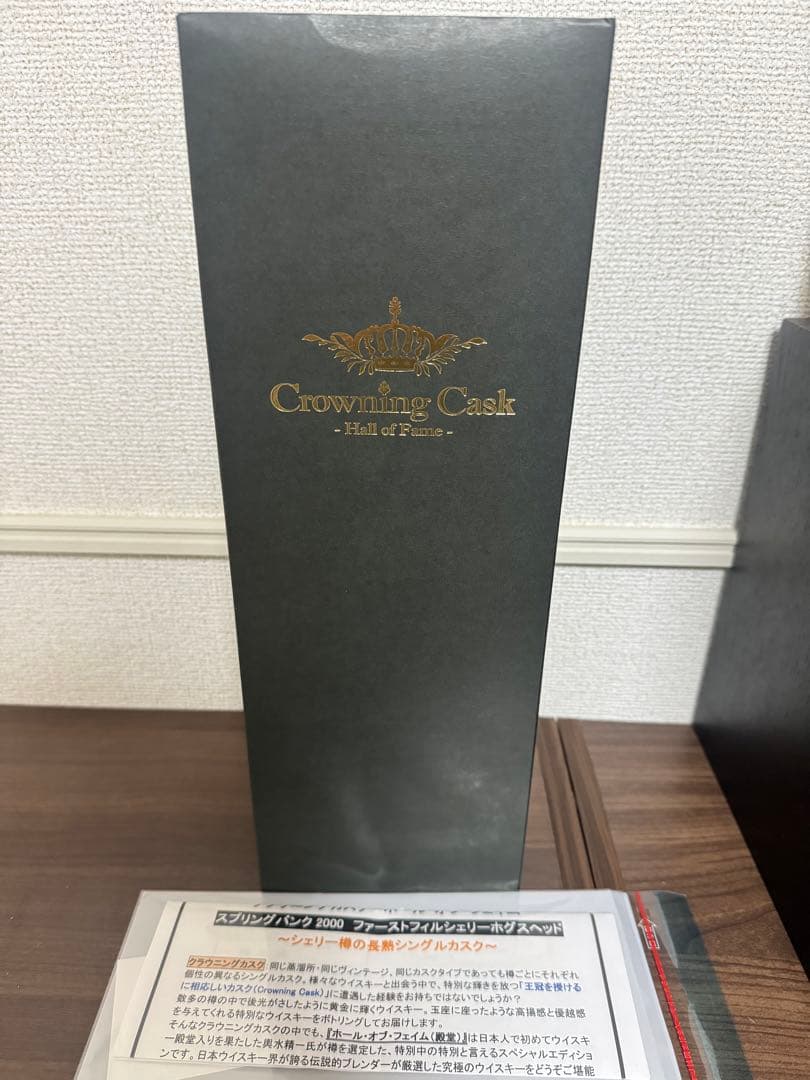 Crowning Cask
- Hall of Fame -
スプリングバンク2000 ファーストフィルシェリーホグスヘッド
～シェリー樽の長熟シングルカスク～
クラウニングカスク 同じ蒸溜所・同じヴィンテージ、同じカスクタイプであっても樽ごとにそれぞれ
個性の異なるシングルカスク。様々なウイスキーと出会う中で、特別な輝きを放つ「王冠を授ける
に相応しいカスク(Crowning Cask)」に遭遇した経験をお持ちではないでしょうか？
数多の樽の中で後光がさしたように黄金に輝くウイスキー。玉座に座ったような高揚感と優越感
を与えてくれる特別なウイスキーをボトリングしてお届けします。
そんなクラウニングカスクの中でも、『ホール・オブ・フェイム(殿堂)』は日本人で初めてウイスキ
ー殿堂入りを果たした輿水精一氏が樽を選定した、特別中の特別と言えるスペシャルエディショ
ンです。日本ウイスキー界が誇る伝説的ブレンダーが厳選した究極のウイスキーをどうぞご堪能